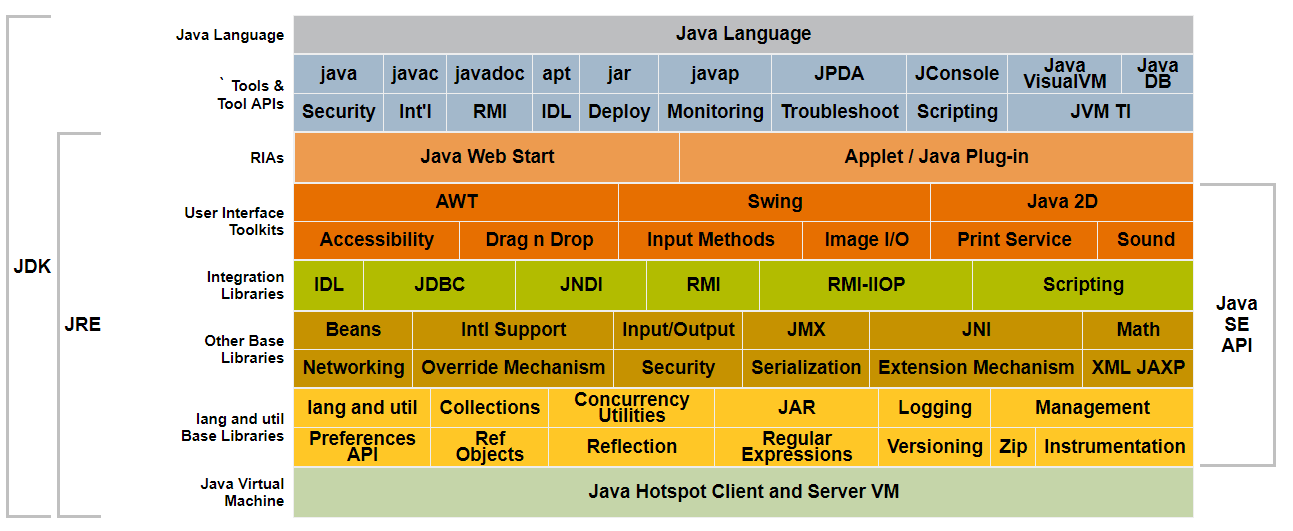 Java Language
Java Language
` Tools &
Tool APIs
java javac javadoc apt jar javap JPDA JConsole Java VisualVM Java DB
Security Int'l RMI IDL Deploy Monitoring Troubleshoot Scripting JVM TI
RIAs
Java Web Start Applet / Java Plug-in
User Interface
Toolkits
AWT Swing Java 2D
Accessibility Drag n Drop Input Methods Image I/O Print Service Sound
JDK
Integration
Libraries
IDL JDBC JNDI RMI RMI-IIOP Scripting
JRE
Java
SE
API
Other Base
Libraries
Beans Intl Support Input/Output JMX JNI Math
Networking Override Mechanism Security Serialization Extension Mechanism XML JAXP
lang and util
Base Libraries
lang and util Collections Concurrency Utilities JAR Logging Management
Preferences API Ref Objects Reflection Regular Expressions Versioning Zip Instrumentation
Java Virtual
Machine
Java Hotspot Client and Server VM